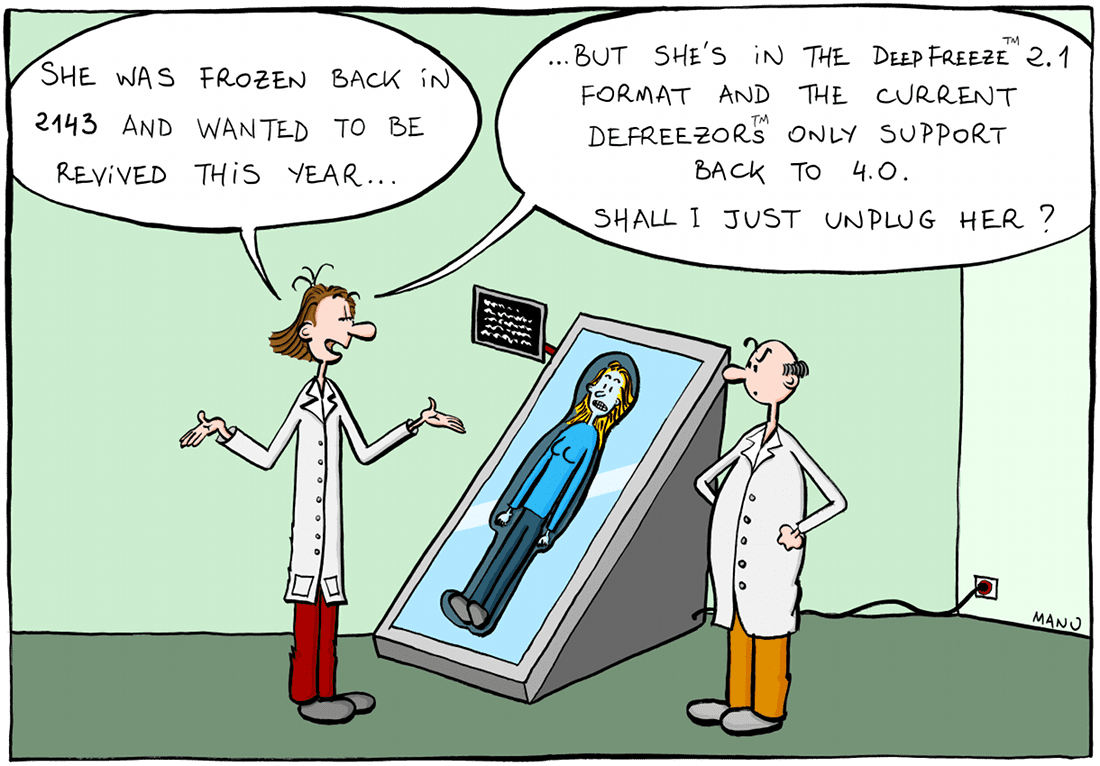 SHE WAS FROZEN BACK IN
2143 AND WANTED TO BE
REVIVED THIS YEAR...
...BUT SHE'S IN THE DEEPFREEZE™ 2.1
FORMAT AND THE CURRENT
DEFREEZORS™ ONLY SUPPORT
BACK TO 4.0.
SHALL I JUST UNPLUG HER?
MANU